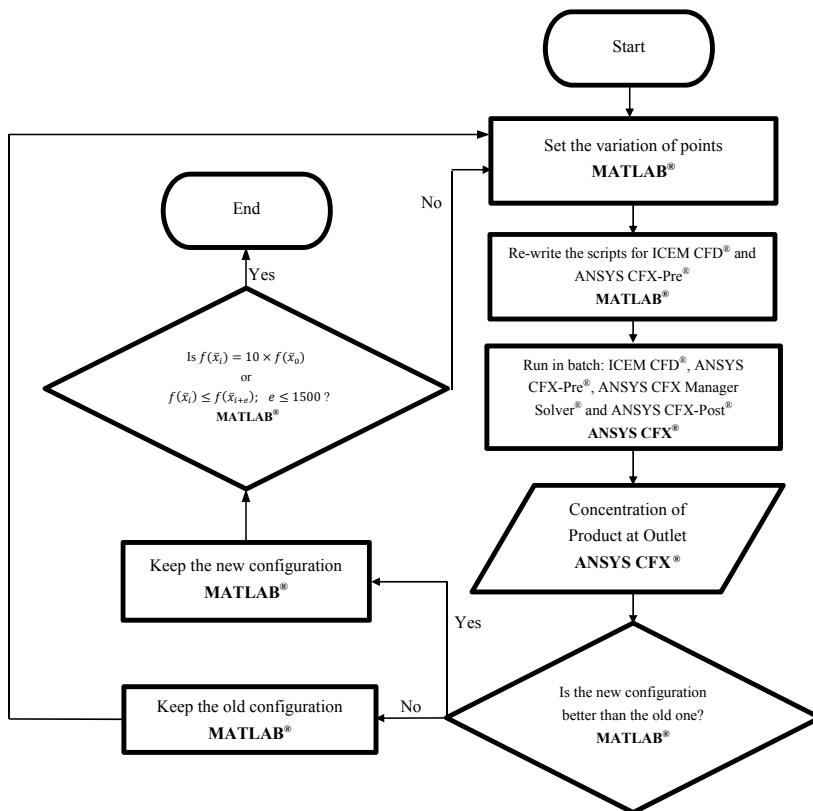 Start
Set the variation of points
MATLAB®
Re-write the scripts for ICEM CFD® and
ANSYS CFX-Pre®
MATLAB®
Run in batch: ICEM CFD®, ANSYS
CFX-Pre®, ANSYS CFX Manager
Solver® and ANSYS CFX-Post®
ANSYS CFX®
Concentration of
Product at Outlet
ANSYS CFX®
Is the new configuration
better than the old one?
MATLAB®
Yes
No
Keep the new configuration
MATLAB®
Keep the old configuration
MATLAB®
Is f(x̄ᵢ) = 10 × f(x̄₀)
or
f(x̄ᵢ) ≤ f(x̄ᵢ₊ₑ); e ≤ 1500 ?
MATLAB®
Yes
No
End